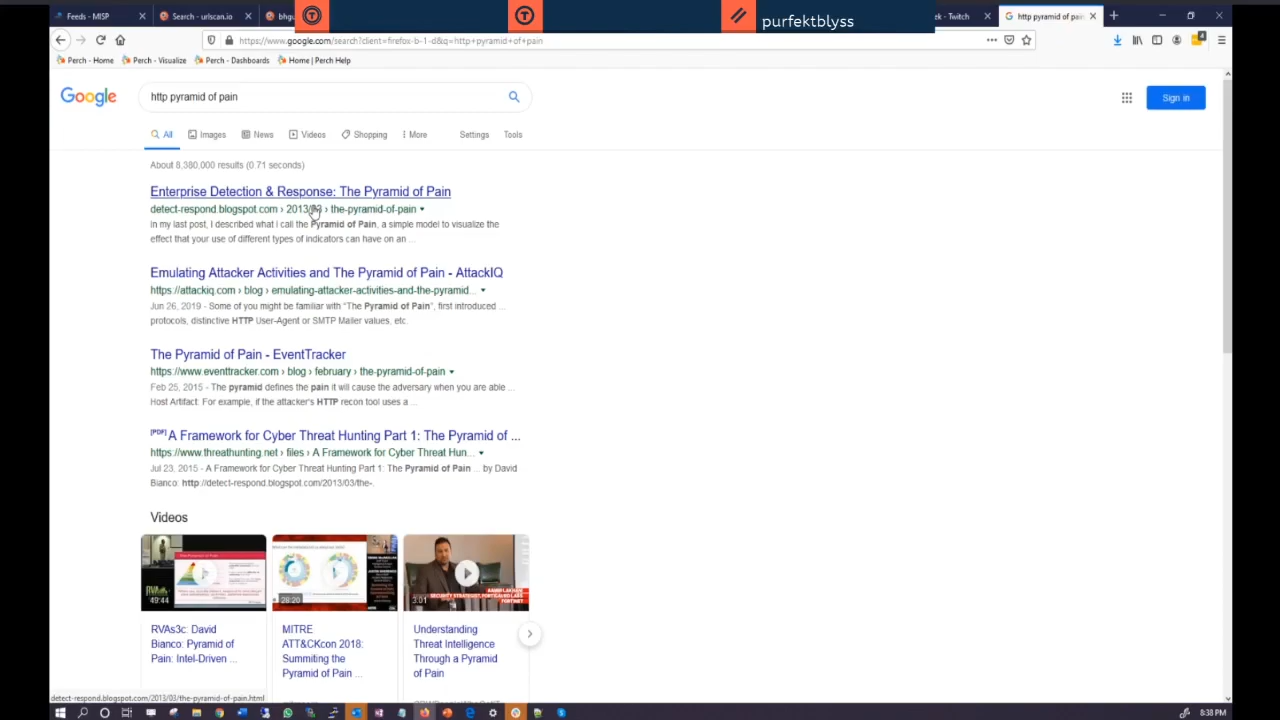 Feeds - MISP
Search - urlscan.io
bhgu
purfektblyss
ek - Twitch
http pyramid of pain
https://www.google.com/search?client=firefox-b-1-d&q=http+pyramid+of+pain
4
Perch - Home
Perch - Visualize
Perch - Dashboards
Home | Perch Help
Google
http pyramid of pain
Sign in
All
Images
News
Videos
Shopping
More
Settings
Tools
About 8,380,000 results (0.71 seconds)
Enterprise Detection & Response: The Pyramid of Pain
detect-respond.blogspot.com › 2013/03 › the-pyramid-of-pain
In my last post, I described what I call the Pyramid of Pain, a simple model to visualize the
effect that your use of different types of indicators can have on an ...
Emulating Attacker Activities and The Pyramid of Pain - AttackIQ
https://attackiq.com › blog › emulating-attacker-activities-and-the-pyramid...
Jun 26, 2019 - Some of you might be familiar with "The Pyramid of Pain", first introduced ...
protocols, distinctive HTTP User-Agent or SMTP Mailer values, etc.
The Pyramid of Pain - EventTracker
https://www.eventtracker.com › blog › february › the-pyramid-of-pain
Feb 25, 2015 - The pyramid defines the pain it will cause the adversary when you are able ...
Host Artifact: For example, if the attacker's HTTP recon tool uses a ...
[PDF] A Framework for Cyber Threat Hunting Part 1: The Pyramid of ...
https://www.threathunting.net › files › A Framework for Cyber Threat Hun...
Jul 23, 2015 - A Framework for Cyber Threat Hunting Part 1: The Pyramid of Pain ... by David
Bianco: http://detect-respond.blogspot.com/2013/03/the-.
Videos
49:44
28:20
3:01
RVAs3c: David
Bianco: Pyramid of
Pain: Intel-Driven ...
MITRE
ATT&CKcon 2018:
Summiting the
Pyramid of Pain ...
Understanding
Threat Intelligence
Through a Pyramid
of Pain
detect-respond.blogspot.com/2013/03/the-pyramid-of-pain.html
8:38 PM